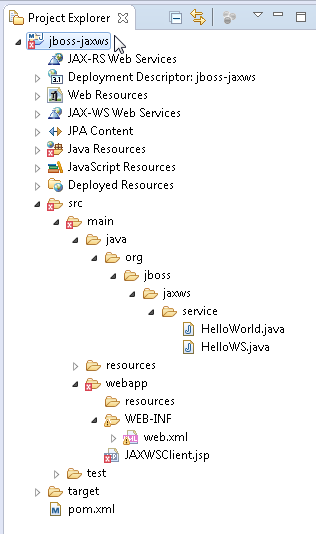 Project Explorer
jboss-jaxws
JAX-RS Web Services
Deployment Descriptor: jboss-jaxws
Web Resources
JAX-WS Web Services
JPA Content
Java Resources
JavaScript Resources
Deployed Resources
src
main
java
org
jboss
jaxws
service
HelloWorld.java
HelloWS.java
resources
webapp
resources
WEB-INF
web.xml
JAXWSClient.jsp
test
target
pom.xml